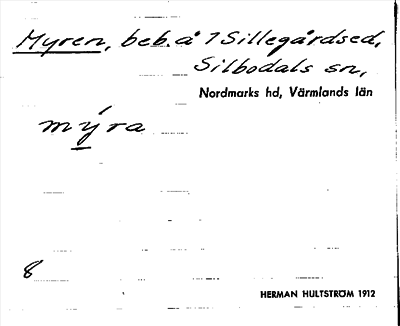 Myren, beb. å 7 Sillegårdsed,
Silbodals sn,
Nordmarks hd, Värmlands län
mýra
8
HERMAN HULTSTRÖM 1912